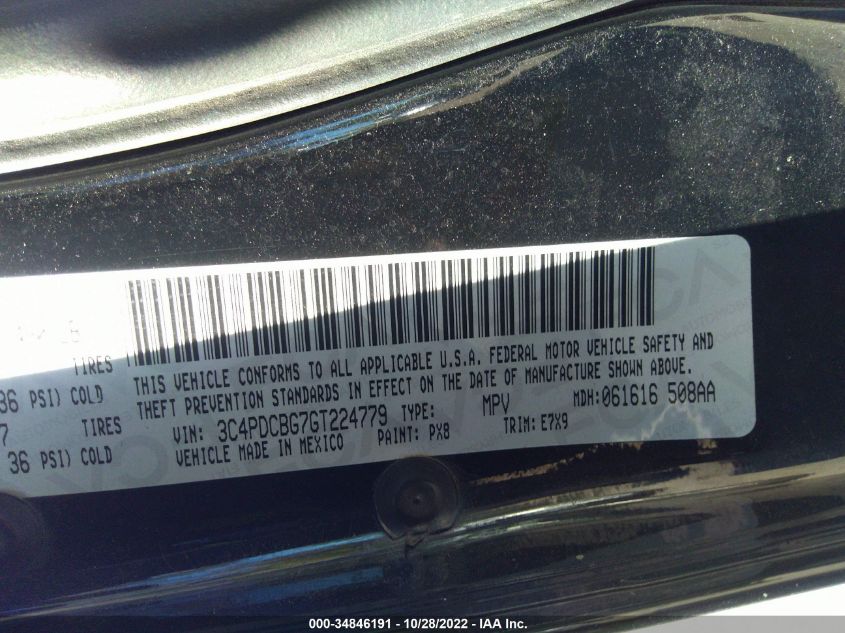 TIRES
THIS VEHICLE CONFORMS TO ALL APPLICABLE U.S.A. FEDERAL MOTOR VEHICLE SAFETY AND
36 PSI) COLD
THEFT PREVENTION STANDARDS IN EFFECT ON THE DATE OF MANUFACTURE SHOWN ABOVE.
7 TIRES
VIN: 3C4PDCBG7GT224779 TYPE: MPV MDH:061616 508AA
36 PSI) COLD
VEHICLE MADE IN MEXICO PAINT: PX8 TRIM: E7X9
000-34846191 - 10/28/2022 - IAA Inc.